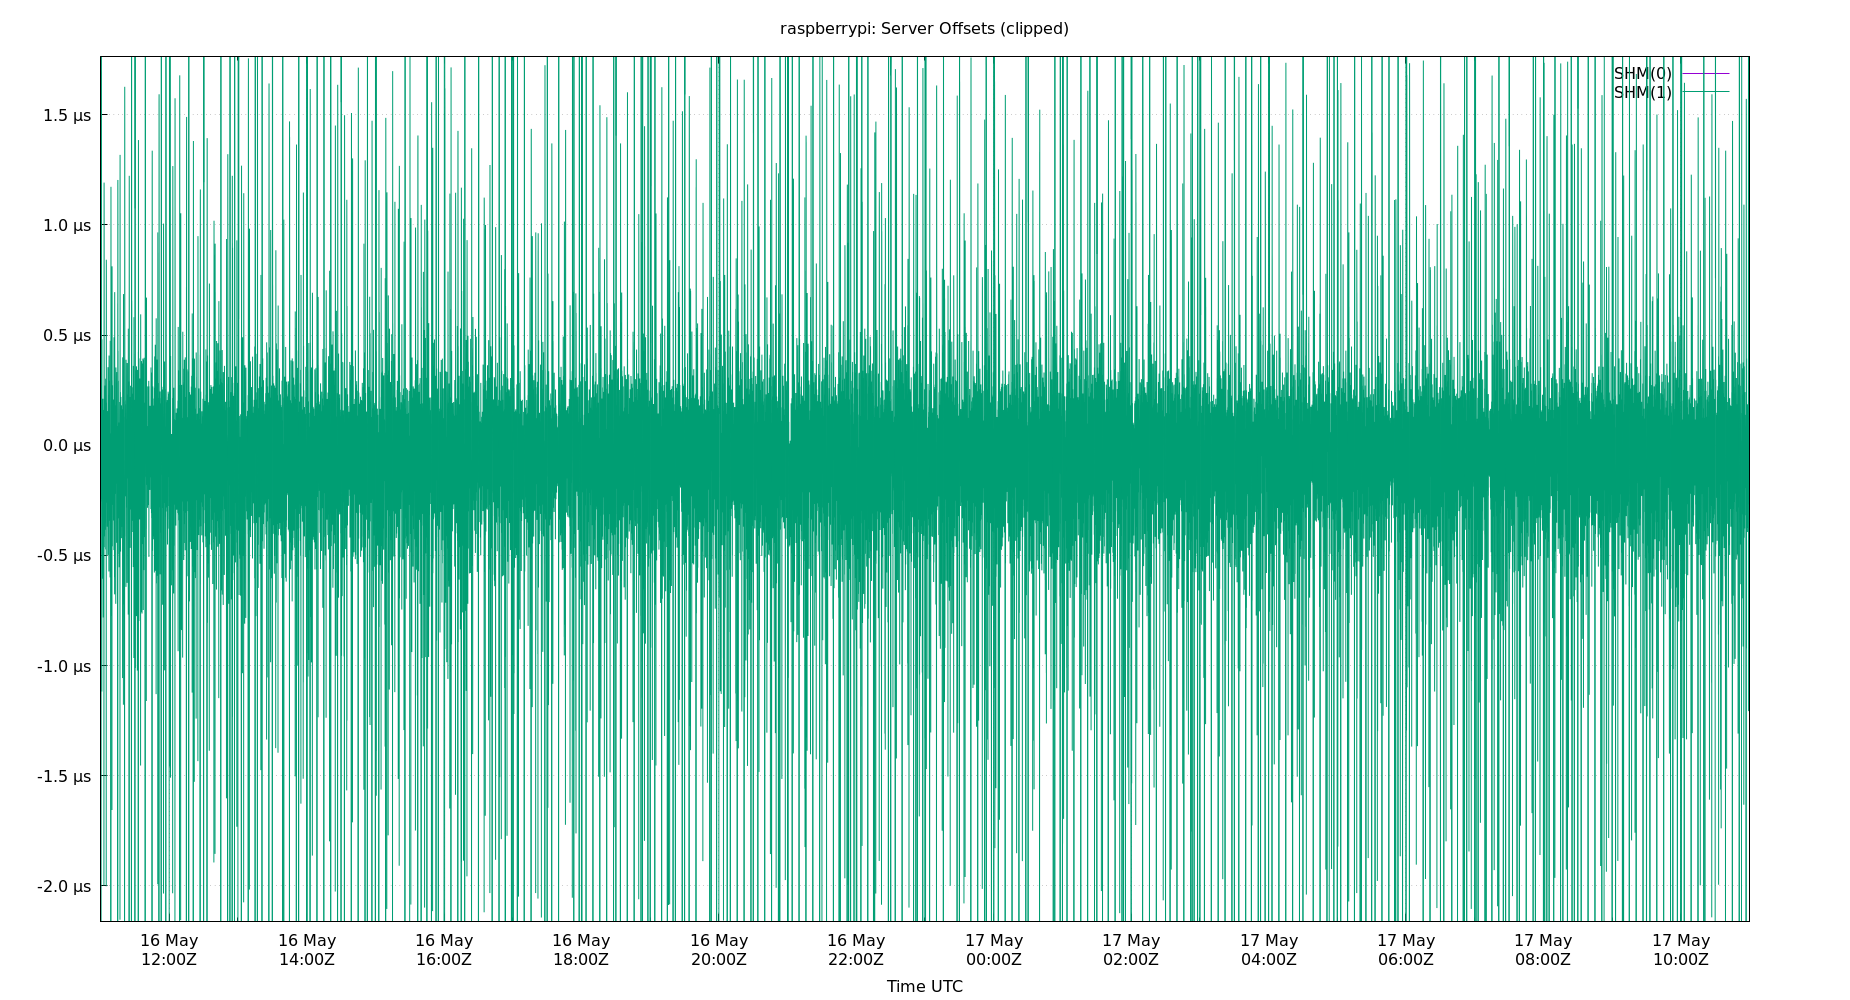 raspberrypi: Server Offsets (clipped)
SHM(0)
SHM(1)
1.5 µs
1.0 µs
0.5 µs
0.0 µs
-0.5 µs
-1.0 µs
-1.5 µs
-2.0 µs
16 May 16 May 16 May 16 May 16 May 16 May 17 May 17 May 17 May 17 May 17 May 17 May
12:00Z 14:00Z 16:00Z 18:00Z 20:00Z 22:00Z 00:00Z 02:00Z 04:00Z 06:00Z 08:00Z 10:00Z
Time UTC